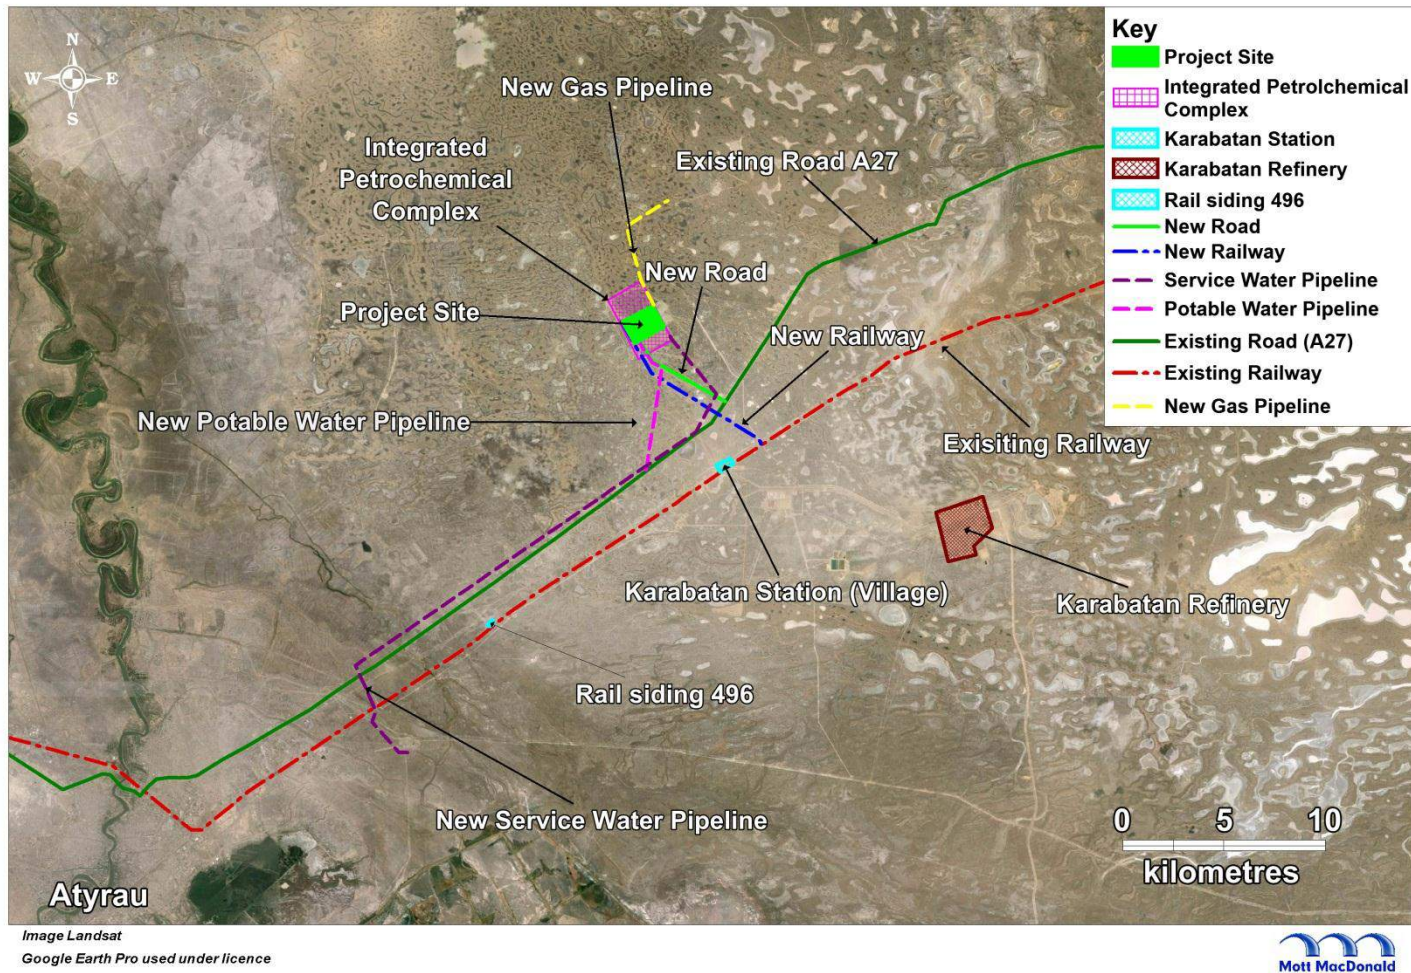 N
W E
S
New Gas Pipeline
Integrated
Petrochemical
Complex
Existing Road A27
New Road
Project Site
New Railway
New Potable Water Pipeline
Exisiting Railway
Karabatan Station (Village)
Karabatan Refinery
Rail siding 496
New Service Water Pipeline
Atyrau
0 5 10
kilometres
Key
Project Site
Integrated Petrolchemical
Complex
Karabatan Station
Karabatan Refinery
Rail siding 496
New Road
New Railway
Service Water Pipeline
Potable Water Pipeline
Existing Road (A27)
Existing Railway
New Gas Pipeline
Image Landsat
Google Earth Pro used under licence
Mott MacDonald